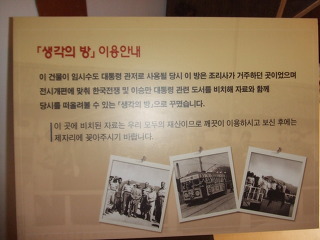 「생각의 방」 이용안내
이 건물이 임시수도 대통령 관저로 사용될 당시 이 방은 조리사가 거주하던 곳이었으며
전시개편에 맞춰 한국전쟁 및 이승만 대통령 관련 도서를 비치해 자료와 함께
당시를 떠올려볼 수 있는 「생각의 방」으로 꾸몄습니다.
이 곳에 비치된 자료는 우리 모두의 재산이므로 깨끗이 이용하시고 보신 후에는
제자리에 꽂아주시기 바랍니다.